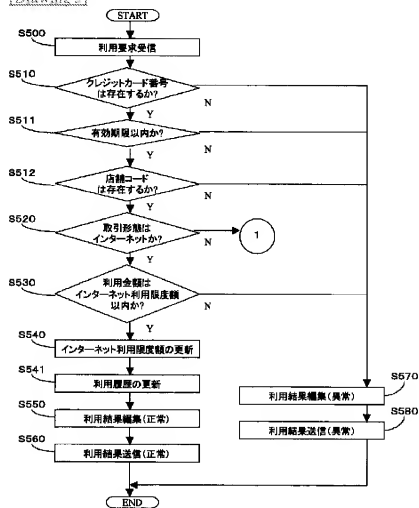 [Drawing 5]
START
S500
利用要求受信
S510
クレジットカード番号
は存在するか?
N
Y
S511
有効期限以内か?
N
Y
S512
店舗コード
は存在するか?
N
Y
S520
取引形態は
インターネットか?
N
1
Y
S530
利用金額は
インターネット利用限度額
以内か?
N
Y
S540
インターネット利用限度額の更新
S541
利用履歴の更新
S550
利用結果編集(正常)
S560
利用結果送信(正常)
S570
利用結果編集(異常)
S580
利用結果送信(異常)
END